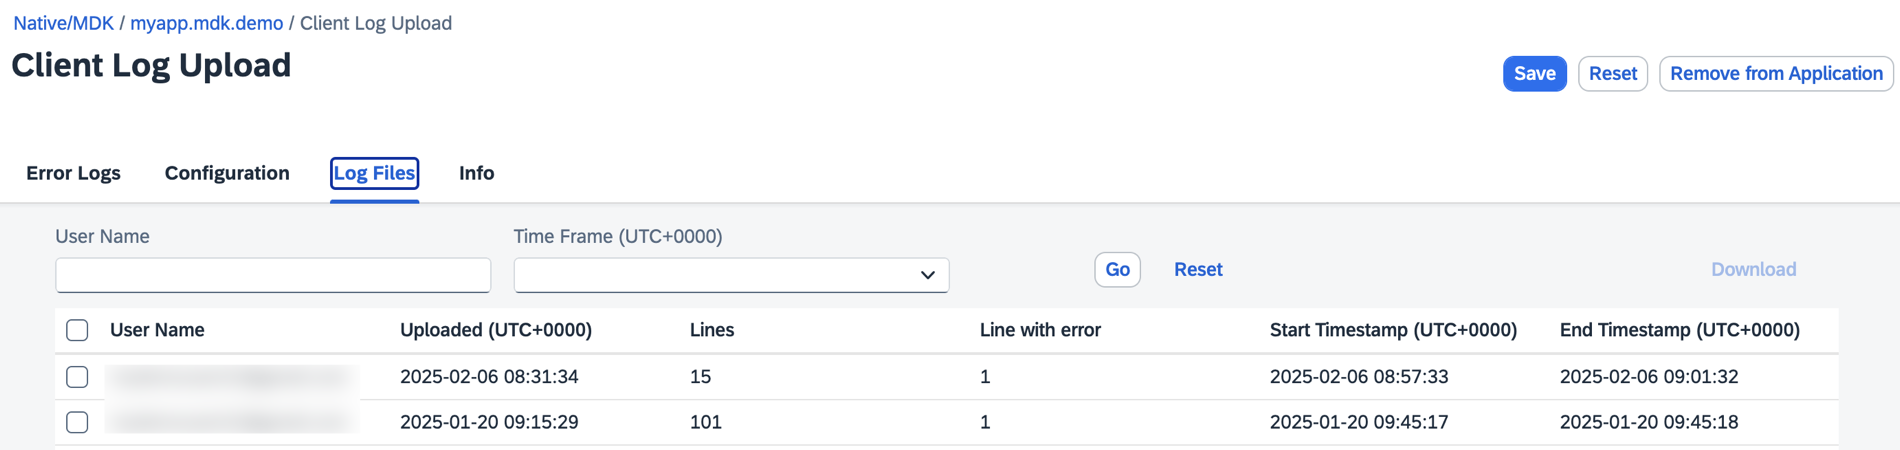 Native/MDK / myapp.mdk.demo / Client Log Upload
Client Log Upload
Save Reset Remove from Application
Error Logs Configuration Log Files Info
User Name Time Frame (UTC+0000)
Go Reset Download
User Name Uploaded (UTC+0000) Lines Line with error Start Timestamp (UTC+0000) End Timestamp (UTC+0000)
2025-02-06 08:31:34 15 1 2025-02-06 08:57:33 2025-02-06 09:01:32
2025-01-20 09:15:29 101 1 2025-01-20 09:45:17 2025-01-20 09:45:18